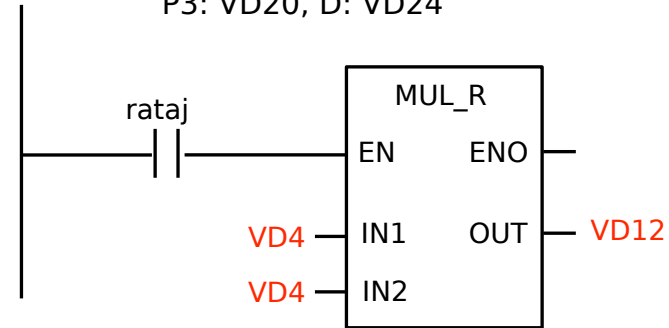 P3: VD20, D: VD24
MUL_R
rataj
EN ENO
VD4 IN1 OUT VD12
VD4 IN2